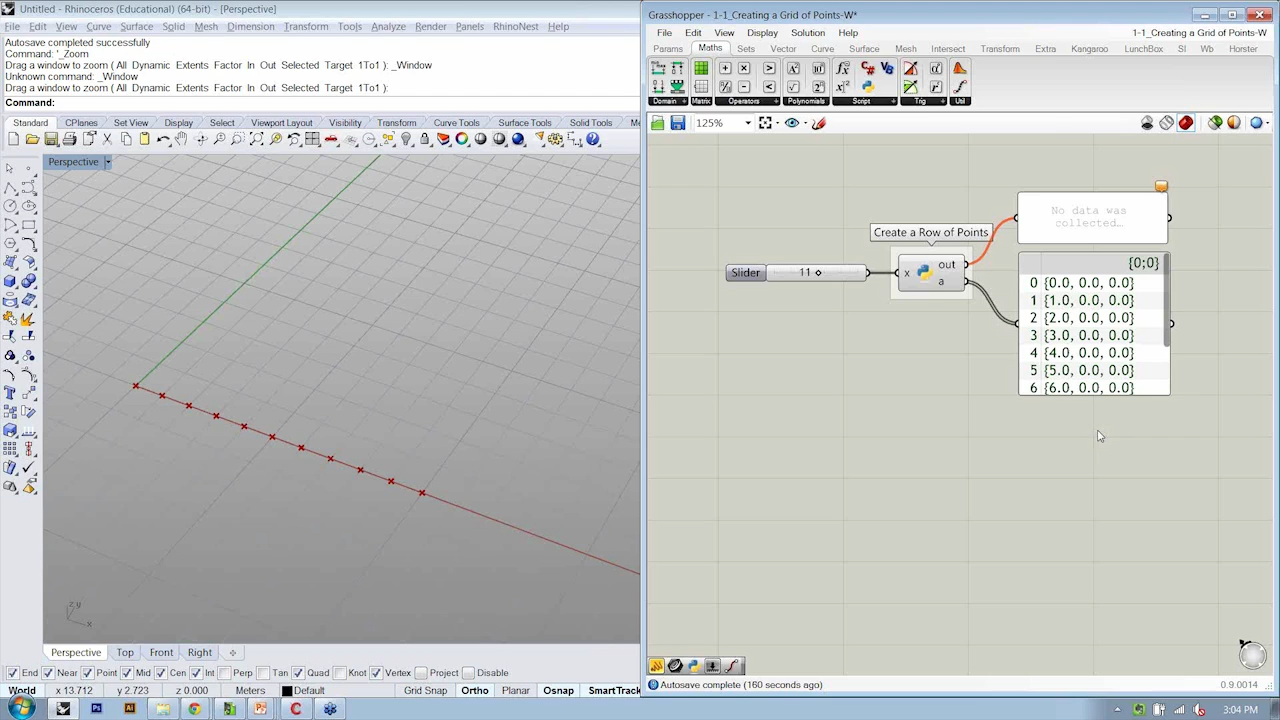 Untitled - Rhinoceros (Educational) (64-bit) - [Perspective]
File Edit View Curve Surface Solid Mesh Dimension Transform Tools Analyze Render Panels RhinoNest Help
Autosave completed successfully
Command: '_Zoom
Drag a window to zoom ( All Dynamic Extents Factor In Out Selected Target 1To1 ): _Window
Unknown command: _Window
Drag a window to zoom ( All Dynamic Extents Factor In Out Selected Target 1To1 ):
Command:
Standard CPlanes Set View Display Select Viewport Layout Visibility Transform Curve Tools Surface Tools Solid Tools
Perspective
z y
x
Perspective Top Front Right
End Near Point Mid Cen Int Perp Tan Quad Knot Vertex Project Disable
World x 13.712 y 2.723 z 0.000 Meters Default Grid Snap Ortho Planar Osnap SmartTrack
Grasshopper - 1-1_Creating a Grid of Points-W*
File Edit View Display Solution Help 1-1_Creating a Grid of Points-W
Params Maths Sets Vector Curve Surface Mesh Intersect Transform Extra Kangaroo LunchBox SI Wb Horster
Domain Matrix Operators Polynomials Script Trig Util
125%
No data was
collected…
Create a Row of Points
Slider 11
x out
a
{0;0}
0 {0.0, 0.0, 0.0}
1 {1.0, 0.0, 0.0}
2 {2.0, 0.0, 0.0}
3 {3.0, 0.0, 0.0}
4 {4.0, 0.0, 0.0}
5 {5.0, 0.0, 0.0}
6 {6.0, 0.0, 0.0}
Autosave complete (160 seconds ago) 0.9.0014
3:04 PM